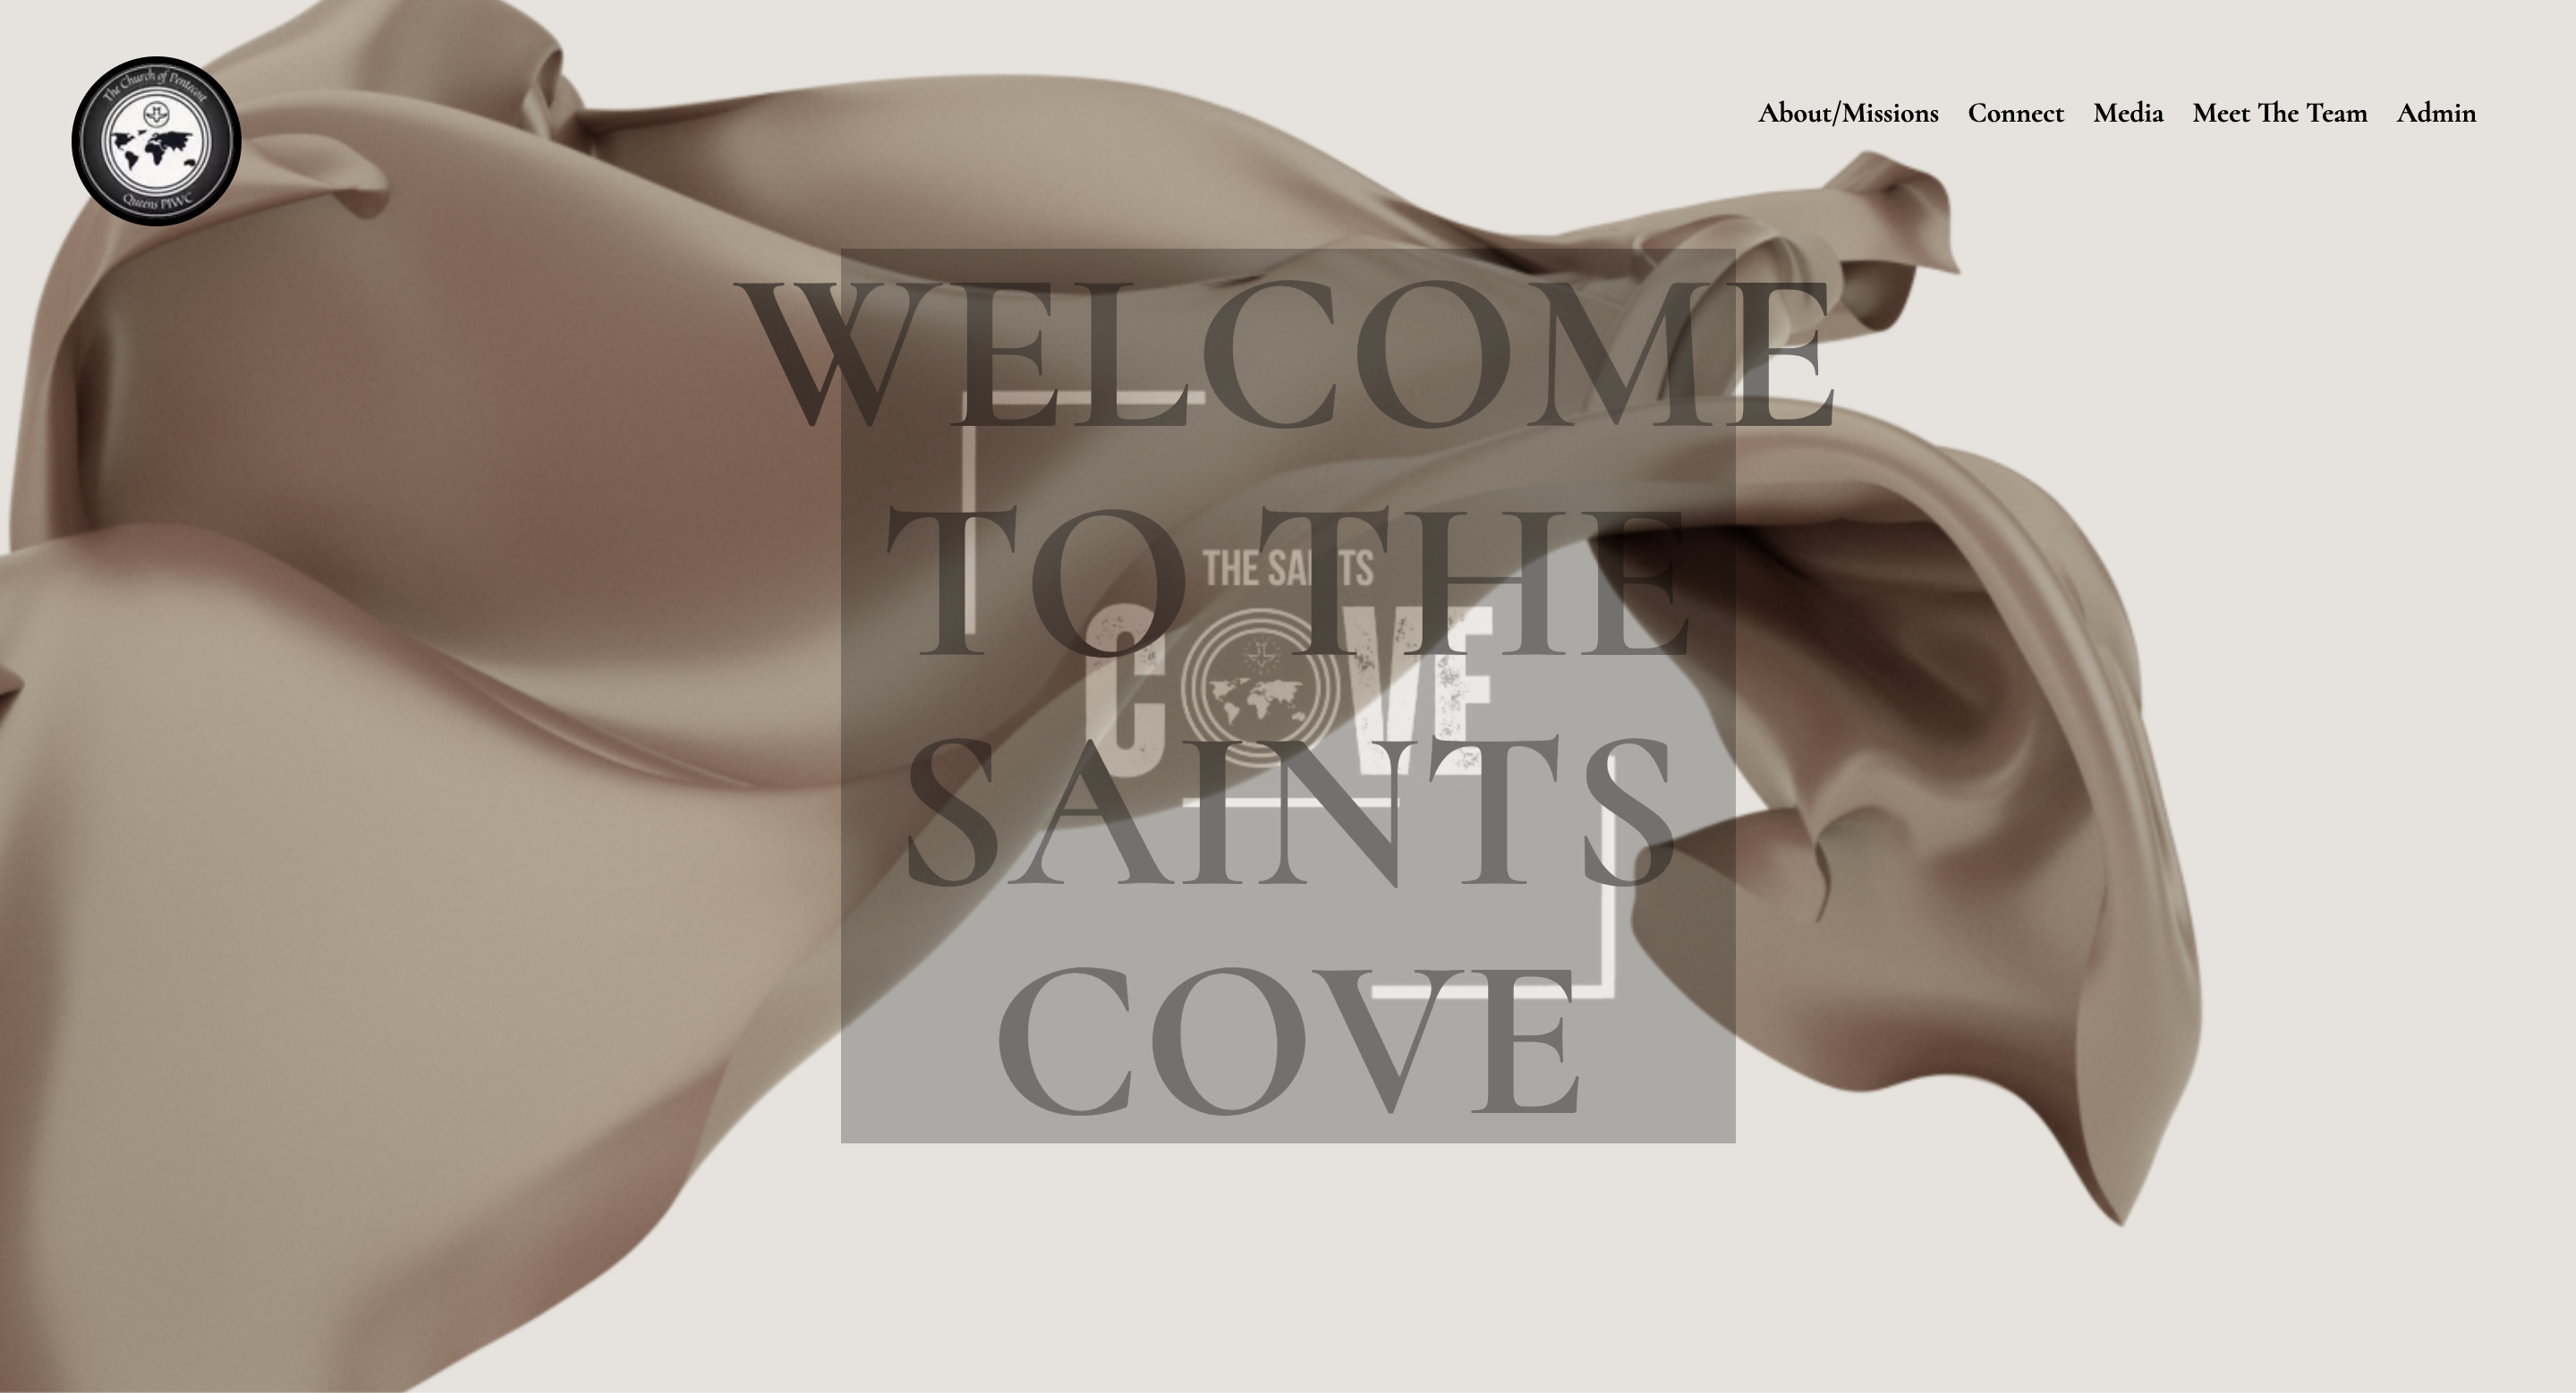 The Church of Pentecost
Queens PIWC
About/Missions Connect Media Meet The Team Admin
WELCOME
TO THE
SAINTS
COVE
THE SAINTS
COVE